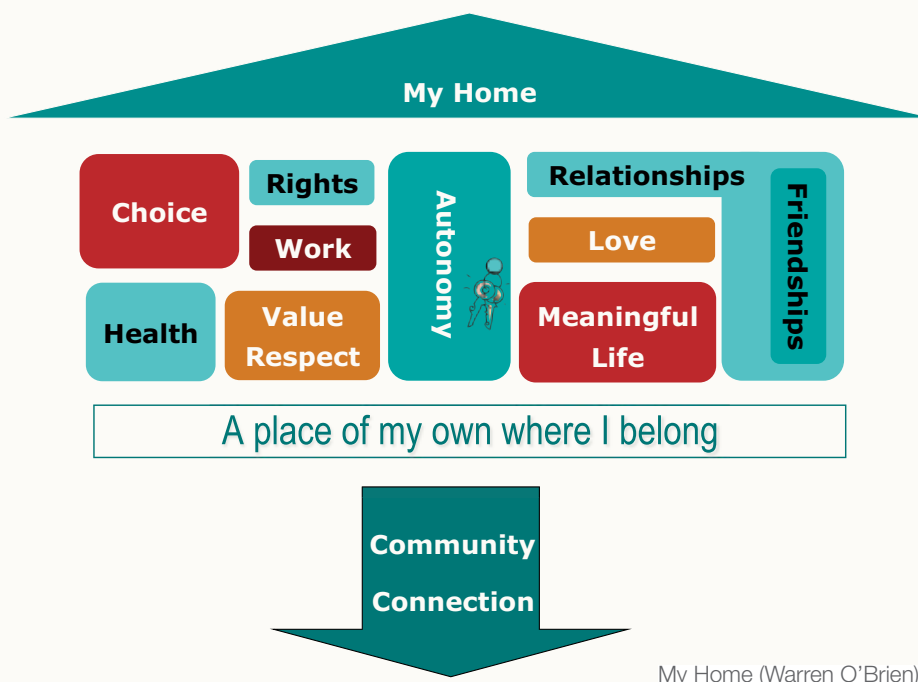 My Home
Choice
Rights
Work
Health
Value
Respect
Autonomy
Relationships
Love
Meaningful
Life
Friendships
A place of my own where I belong
Community
Connection
My Home (Warren O’Brien)